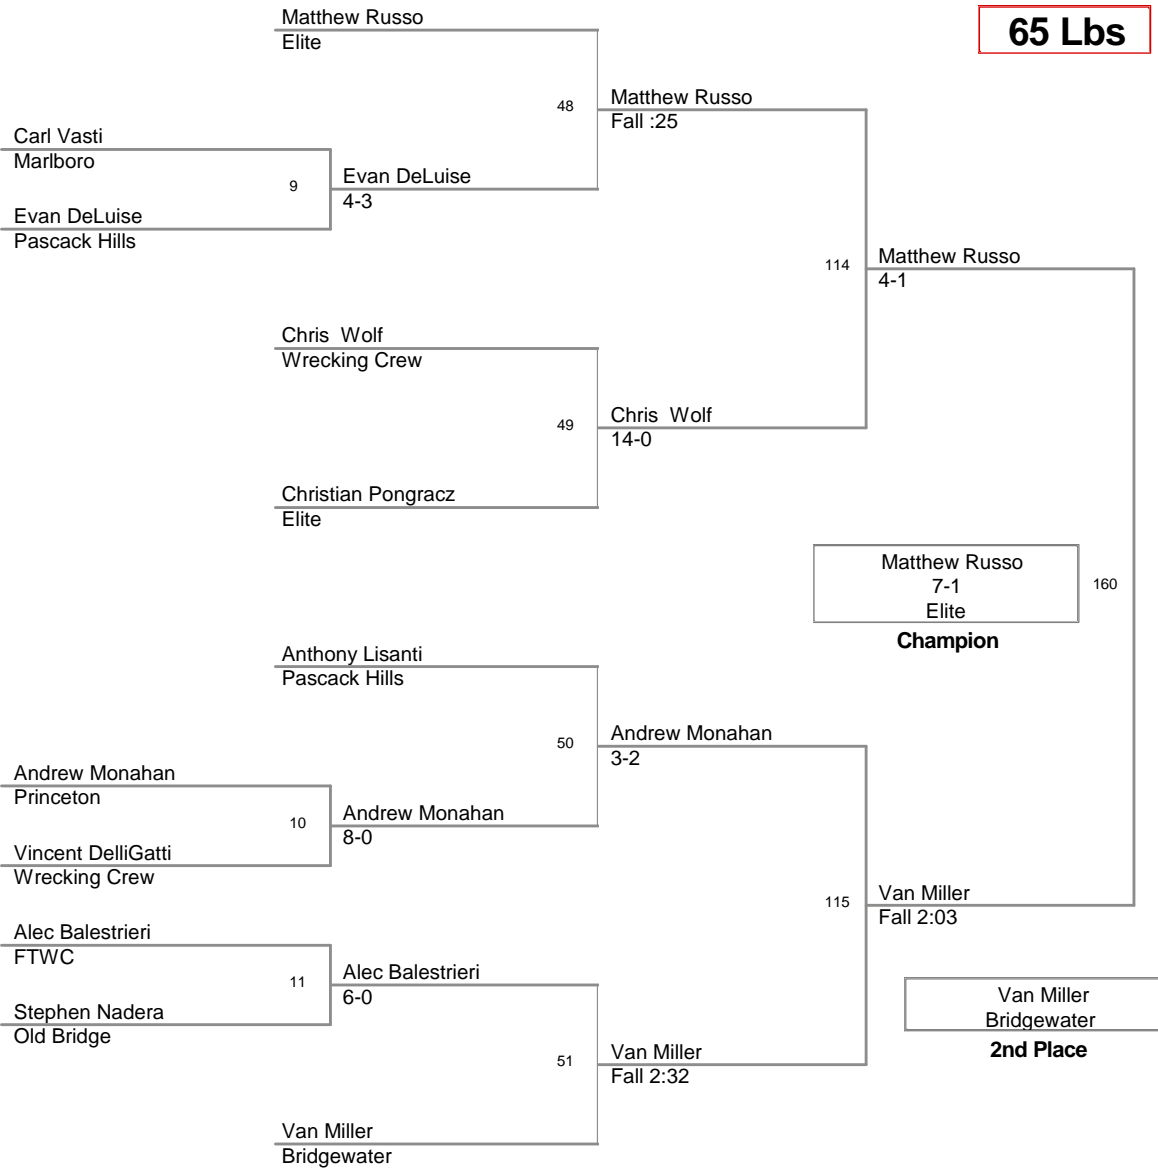 Matthew Russo
Elite
65 Lbs
48
Matthew Russo
Fall :25
Carl Vasti
Marlboro
9
Evan DeLuise
4-3
Evan DeLuise
Pascack Hills
114
Matthew Russo
4-1
Chris Wolf
Wrecking Crew
49
Chris Wolf
14-0
Christian Pongracz
Elite
Matthew Russo
7-1
Elite
160
Champion
Anthony Lisanti
Pascack Hills
50
Andrew Monahan
3-2
Andrew Monahan
Princeton
10
Andrew Monahan
8-0
Vincent DelliGatti
Wrecking Crew
115
Van Miller
Fall 2:03
Alec Balestrieri
FTWC
11
Alec Balestrieri
6-0
Stephen Nadera
Old Bridge
Van Miller
Bridgewater
2nd Place
51
Van Miller
Fall 2:32
Van Miller
Bridgewater